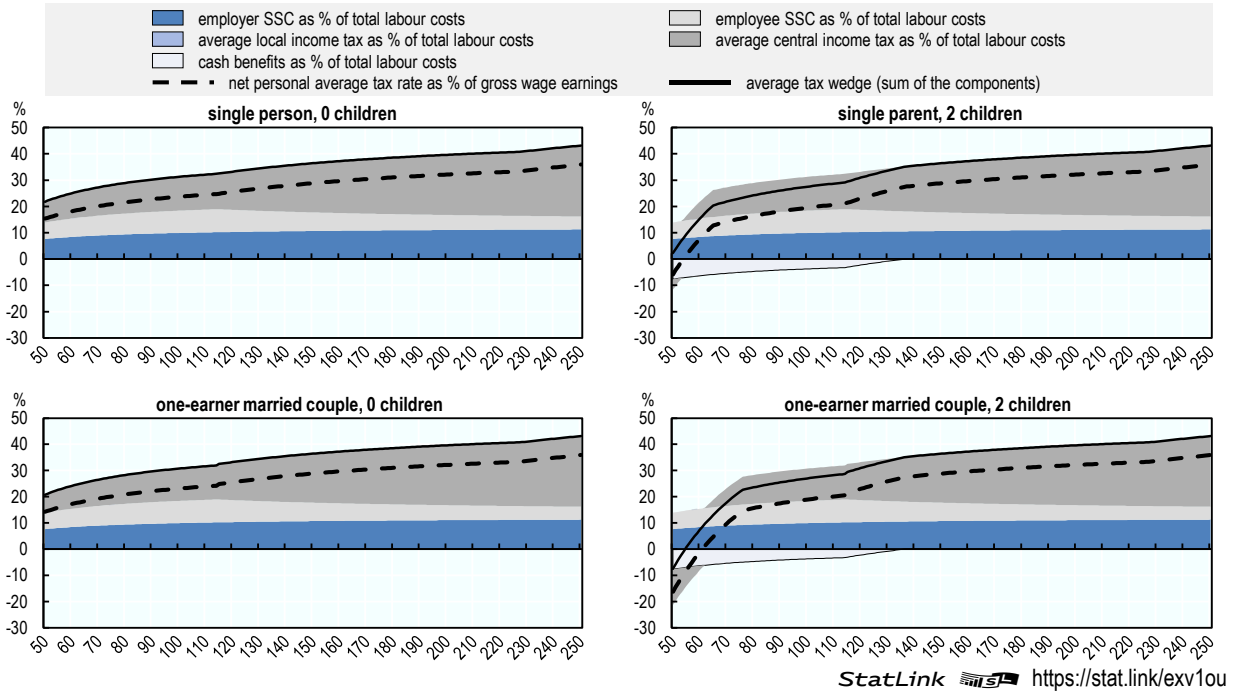 employer SSC as % of total labour costs
employee SSC as % of total labour costs
average local income tax as % of total labour costs
average central income tax as % of total labour costs
cash benefits as % of total labour costs
net personal average tax rate as % of gross wage earnings
average tax wedge (sum of the components)
%
single person, 0 children
50
40
30
20
10
0
-10
-20
-30
50 60 70 80 90 100 110 120 130 140 150 160 170 180 190 200 210 220 230 240 250
%
single parent, 2 children
50
40
30
20
10
0
-10
-20
-30
50 60 70 80 90 100 110 120 130 140 150 160 170 180 190 200 210 220 230 240 250
%
one-earner married couple, 0 children
50
40
30
20
10
0
-10
-20
-30
50 60 70 80 90 100 110 120 130 140 150 160 170 180 190 200 210 220 230 240 250
%
one-earner married couple, 2 children
50
40
30
20
10
0
-10
-20
-30
50 60 70 80 90 100 110 120 130 140 150 160 170 180 190 200 210 220 230 240 250
StatLink https://stat.link/exv1ou